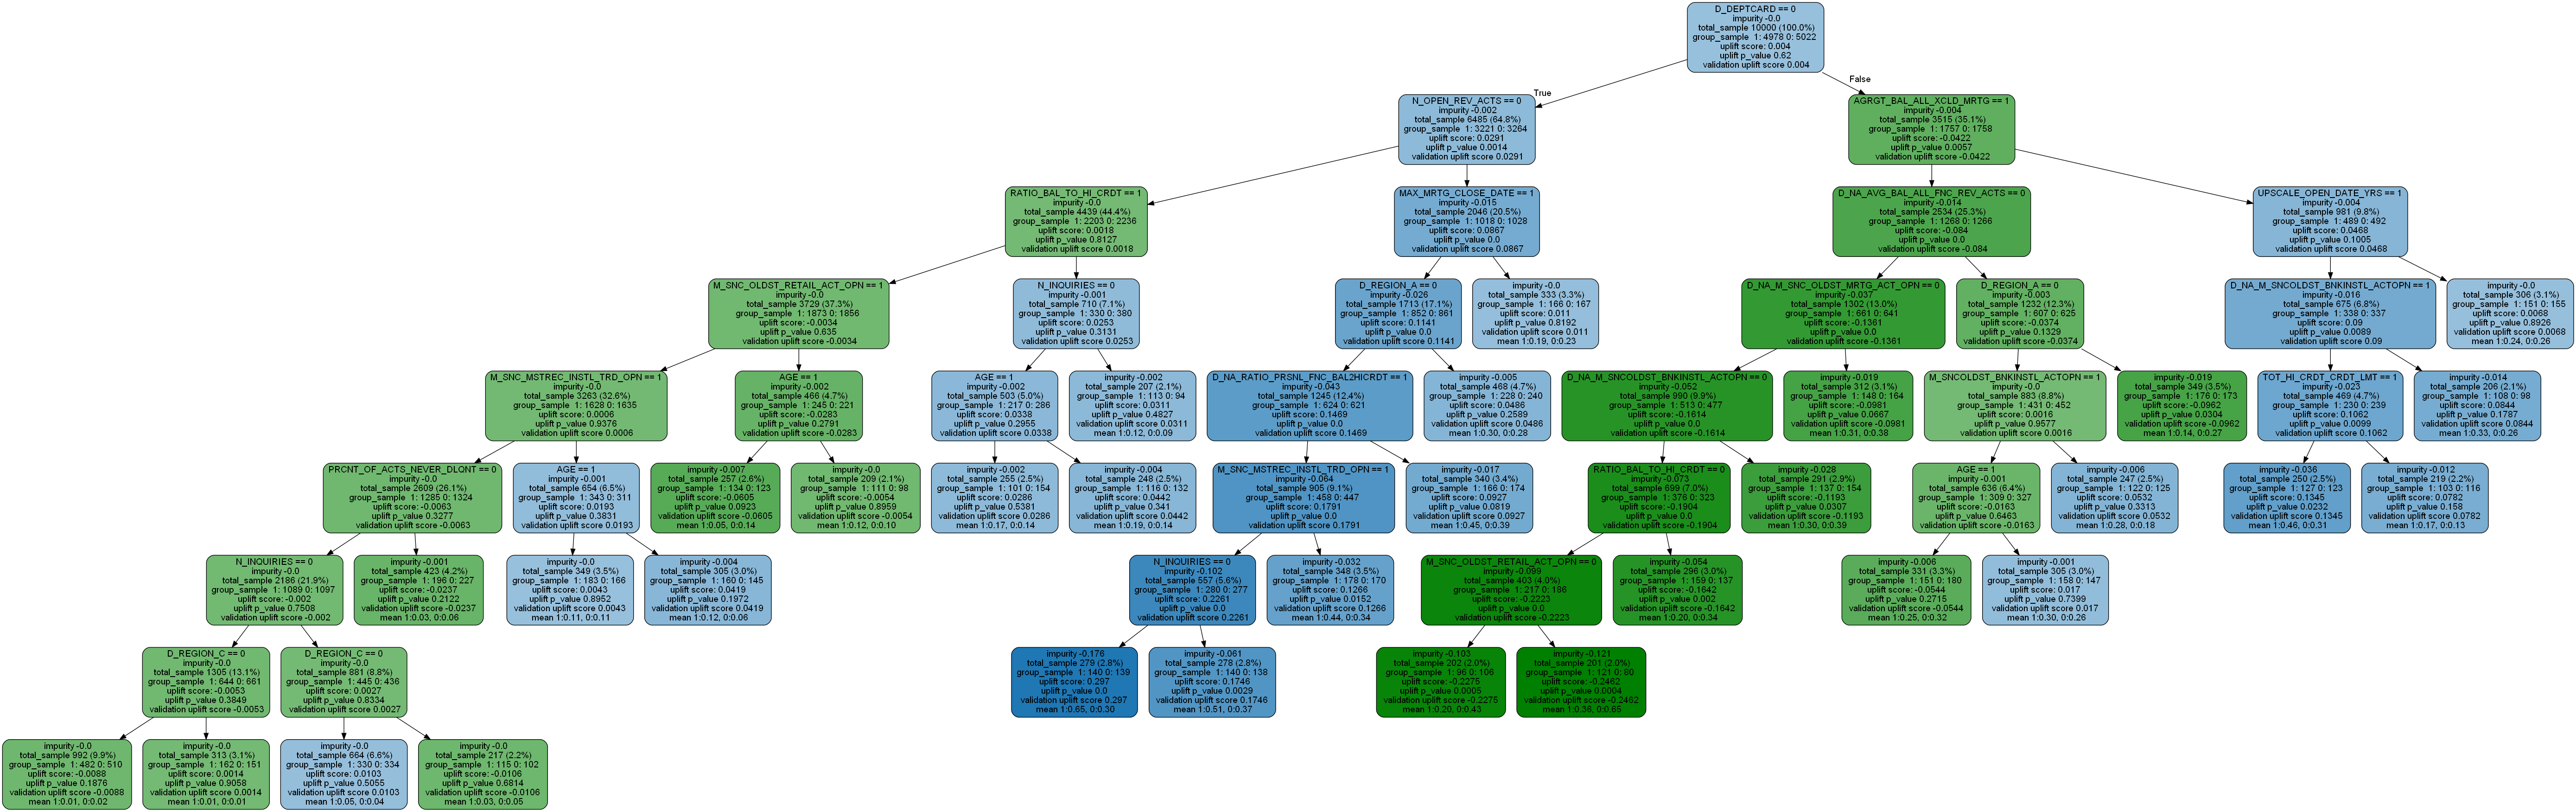 D_DEPTCARD == 0
impurity -0.0
total_sample 10000 (100.0%)
group_sample 1: 4978 0: 5022
uplift score: 0.004
uplift p_value 0.62
validation uplift score 0.004
True
False
N_OPEN_REV_ACTS == 0
impurity -0.002
total_sample 6485 (64.8%)
group_sample 1: 3221 0: 3264
uplift score: 0.0291
uplift p_value 0.0014
validation uplift score 0.0291
AGRGT_BAL_ALL_XCLD_MRTG == 1
impurity -0.004
total_sample 3515 (35.1%)
group_sample 1: 1757 0: 1758
uplift score: -0.0422
uplift p_value 0.0057
validation uplift score -0.0422
RATIO_BAL_TO_HI_CRDT == 1
impurity -0.0
total_sample 4439 (44.4%)
group_sample 1: 2203 0: 2236
uplift score: 0.0018
uplift p_value 0.8127
validation uplift score 0.0018
MAX_MRTG_CLOSE_DATE == 1
impurity -0.015
total_sample 2046 (20.5%)
group_sample 1: 1018 0: 1028
uplift score: 0.0867
uplift p_value 0.0
validation uplift score 0.0867
D_NA_AVG_BAL_ALL_FNC_REV_ACTS == 0
impurity -0.014
total_sample 2534 (25.3%)
group_sample 1: 1268 0: 1266
uplift score: -0.084
uplift p_value 0.0
validation uplift score -0.084
UPSCALE_OPEN_DATE_YRS == 1
impurity -0.004
total_sample 981 (9.8%)
group_sample 1: 489 0: 492
uplift score: 0.0468
uplift p_value 0.1005
validation uplift score 0.0468
M_SNC_OLDST_RETAIL_ACT_OPN == 1
impurity -0.0
total_sample 3729 (37.3%)
group_sample 1: 1873 0: 1856
uplift score: -0.0034
uplift p_value 0.635
validation uplift score -0.0034
N_INQUIRIES == 0
impurity -0.001
total_sample 710 (7.1%)
group_sample 1: 330 0: 380
uplift score: 0.0253
uplift p_value 0.3131
validation uplift score 0.0253
D_REGION_A == 0
impurity -0.026
total_sample 1713 (17.1%)
group_sample 1: 852 0: 861
uplift score: 0.1141
uplift p_value 0.0
validation uplift score 0.1141
impurity -0.0
total_sample 333 (3.3%)
group_sample 1: 166 0: 167
uplift score: 0.011
uplift p_value 0.8192
validation uplift score 0.011
mean 1:0.19, 0:0.23
D_NA_M_SNC_OLDST_MRTG_ACT_OPN == 0
impurity -0.037
total_sample 1302 (13.0%)
group_sample 1: 661 0: 641
uplift score: -0.1361
uplift p_value 0.0
validation uplift score -0.1361
D_REGION_A == 0
impurity -0.003
total_sample 1232 (12.3%)
group_sample 1: 607 0: 625
uplift score: -0.0374
uplift p_value 0.1329
validation uplift score -0.0374
D_NA_M_SNCOLDST_BNKINSTL_ACTOPN == 1
impurity -0.016
total_sample 675 (6.8%)
group_sample 1: 338 0: 337
uplift score: 0.09
uplift p_value 0.0089
validation uplift score 0.09
impurity -0.0
total_sample 306 (3.1%)
group_sample 1: 151 0: 155
uplift score: 0.0068
uplift p_value 0.8926
validation uplift score 0.0068
mean 1:0.24, 0:0.26
M_SNC_MSTREC_INSTL_TRD_OPN == 1
impurity -0.0
total_sample 3263 (32.6%)
group_sample 1: 1628 0: 1635
uplift score: 0.0006
uplift p_value 0.9376
validation uplift score 0.0006
AGE == 1
impurity -0.002
total_sample 466 (4.7%)
group_sample 1: 245 0: 221
uplift score: -0.0283
uplift p_value 0.2791
validation uplift score -0.0283
AGE == 1
impurity -0.002
total_sample 503 (5.0%)
group_sample 1: 217 0: 286
uplift score: 0.0338
uplift p_value 0.2955
validation uplift score 0.0338
impurity -0.002
total_sample 207 (2.1%)
group_sample 1: 113 0: 94
uplift score: 0.0311
uplift p_value 0.4827
validation uplift score 0.0311
mean 1:0.12, 0:0.09
D_NA_RATIO_PRSNL_FNC_BAL2HICRDT == 1
impurity -0.043
total_sample 1245 (12.4%)
group_sample 1: 624 0: 621
uplift score: 0.1469
uplift p_value 0.0
validation uplift score 0.1469
impurity -0.005
total_sample 468 (4.7%)
group_sample 1: 228 0: 240
uplift score: 0.0486
uplift p_value 0.2589
validation uplift score 0.0486
mean 1:0.30, 0:0.28
D_NA_M_SNCOLDST_BNKINSTL_ACTOPN == 0
impurity -0.052
total_sample 990 (9.9%)
group_sample 1: 513 0: 477
uplift score: -0.1614
uplift p_value 0.0
validation uplift score -0.1614
impurity -0.019
total_sample 312 (3.1%)
group_sample 1: 148 0: 164
uplift score: -0.0981
uplift p_value 0.0667
validation uplift score -0.0981
mean 1:0.31, 0:0.38
M_SNCOLDST_BNKINSTL_ACTOPN == 1
impurity -0.0
total_sample 883 (8.8%)
group_sample 1: 431 0: 452
uplift score: 0.0016
uplift p_value 0.9577
validation uplift score 0.0016
impurity -0.019
total_sample 349 (3.5%)
group_sample 1: 176 0: 173
uplift score: -0.0962
uplift p_value 0.0304
validation uplift score -0.0962
mean 1:0.14, 0:0.27
TOT_HI_CRDT_CRDT_LMT == 1
impurity -0.023
total_sample 469 (4.7%)
group_sample 1: 230 0: 239
uplift score: 0.1062
uplift p_value 0.0099
validation uplift score 0.1062
impurity -0.014
total_sample 206 (2.1%)
group_sample 1: 108 0: 98
uplift score: 0.0844
uplift p_value 0.1787
validation uplift score 0.0844
mean 1:0.33, 0:0.26
PRCNT_OF_ACTS_NEVER_DLQNT == 0
impurity -0.0
total_sample 2609 (26.1%)
group_sample 1: 1285 0: 1324
uplift score: -0.0063
uplift p_value 0.3277
validation uplift score -0.0063
AGE == 1
impurity -0.001
total_sample 654 (6.5%)
group_sample 1: 343 0: 311
uplift score: 0.0193
uplift p_value 0.3831
validation uplift score 0.0193
impurity -0.007
total_sample 257 (2.6%)
group_sample 1: 134 0: 123
uplift score: -0.0605
uplift p_value 0.0923
validation uplift score -0.0605
mean 1:0.05, 0:0.14
impurity -0.0
total_sample 209 (2.1%)
group_sample 1: 111 0: 98
uplift score: -0.0054
uplift p_value 0.8959
validation uplift score -0.0054
mean 1:0.12, 0:0.10
impurity -0.002
total_sample 255 (2.5%)
group_sample 1: 101 0: 154
uplift score: 0.0286
uplift p_value 0.5381
validation uplift score 0.0286
mean 1:0.17, 0:0.14
impurity -0.004
total_sample 248 (2.5%)
group_sample 1: 116 0: 132
uplift score: 0.0442
uplift p_value 0.341
validation uplift score 0.0442
mean 1:0.19, 0:0.14
M_SNC_MSTREC_INSTL_TRD_OPN == 1
impurity -0.064
total_sample 905 (9.1%)
group_sample 1: 458 0: 447
uplift score: 0.1791
uplift p_value 0.0
validation uplift score 0.1791
impurity -0.017
total_sample 340 (3.4%)
group_sample 1: 166 0: 174
uplift score: 0.0927
uplift p_value 0.0819
validation uplift score 0.0927
mean 1:0.45, 0:0.39
RATIO_BAL_TO_HI_CRDT == 0
impurity -0.073
total_sample 699 (7.0%)
group_sample 1: 376 0: 323
uplift score: -0.1904
uplift p_value 0.0
validation uplift score -0.1904
impurity -0.028
total_sample 291 (2.9%)
group_sample 1: 137 0: 154
uplift score: -0.1193
uplift p_value 0.0307
validation uplift score -0.1193
mean 1:0.30, 0:0.39
AGE == 1
impurity -0.001
total_sample 636 (6.4%)
group_sample 1: 309 0: 327
uplift score: -0.0163
uplift p_value 0.6463
validation uplift score -0.0163
impurity -0.006
total_sample 247 (2.5%)
group_sample 1: 122 0: 125
uplift score: 0.0532
uplift p_value 0.3313
validation uplift score 0.0532
mean 1:0.28, 0:0.18
impurity -0.036
total_sample 250 (2.5%)
group_sample 1: 127 0: 123
uplift score: 0.1345
uplift p_value 0.0232
validation uplift score 0.1345
mean 1:0.46, 0:0.31
impurity -0.012
total_sample 219 (2.2%)
group_sample 1: 103 0: 116
uplift score: 0.0782
uplift p_value 0.158
validation uplift score 0.0782
mean 1:0.17, 0:0.13
N_INQUIRIES == 0
impurity -0.0
total_sample 2186 (21.9%)
group_sample 1: 1089 0: 1097
uplift score: -0.002
uplift p_value 0.7508
validation uplift score -0.002
impurity -0.001
total_sample 423 (4.2%)
group_sample 1: 196 0: 227
uplift score: -0.0237
uplift p_value 0.2122
validation uplift score -0.0237
mean 1:0.03, 0:0.06
impurity -0.0
total_sample 349 (3.5%)
group_sample 1: 183 0: 166
uplift score: 0.0043
uplift p_value 0.8952
validation uplift score 0.0043
mean 1:0.11, 0:0.11
impurity -0.004
total_sample 305 (3.0%)
group_sample 1: 160 0: 145
uplift score: 0.0419
uplift p_value 0.1972
validation uplift score 0.0419
mean 1:0.12, 0:0.06
N_INQUIRIES == 0
impurity -0.102
total_sample 557 (5.6%)
group_sample 1: 280 0: 277
uplift score: 0.2261
uplift p_value 0.0
validation uplift score 0.2261
impurity -0.032
total_sample 348 (3.5%)
group_sample 1: 178 0: 170
uplift score: 0.1266
uplift p_value 0.0152
validation uplift score 0.1266
mean 1:0.44, 0:0.34
M_SNC_OLDST_RETAIL_ACT_OPN == 0
impurity -0.099
total_sample 403 (4.0%)
group_sample 1: 217 0: 186
uplift score: -0.2223
uplift p_value 0.0
validation uplift score -0.2223
impurity -0.054
total_sample 296 (3.0%)
group_sample 1: 159 0: 137
uplift score: -0.1642
uplift p_value 0.002
validation uplift score -0.1642
mean 1:0.20, 0:0.34
impurity -0.006
total_sample 331 (3.3%)
group_sample 1: 151 0: 180
uplift score: -0.0544
uplift p_value 0.2715
validation uplift score -0.0544
mean 1:0.25, 0:0.32
impurity -0.001
total_sample 305 (3.0%)
group_sample 1: 158 0: 147
uplift score: 0.017
uplift p_value 0.7399
validation uplift score 0.017
mean 1:0.30, 0:0.26
D_REGION_C == 0
impurity -0.0
total_sample 1305 (13.1%)
group_sample 1: 644 0: 661
uplift score: -0.0053
uplift p_value 0.3849
validation uplift score -0.0053
D_REGION_C == 0
impurity -0.0
total_sample 881 (8.8%)
group_sample 1: 445 0: 436
uplift score: 0.0027
uplift p_value 0.8334
validation uplift score 0.0027
impurity -0.176
total_sample 279 (2.8%)
group_sample 1: 140 0: 139
uplift score: 0.297
uplift p_value 0.0
validation uplift score 0.297
mean 1:0.65, 0:0.30
impurity -0.061
total_sample 278 (2.8%)
group_sample 1: 140 0: 138
uplift score: 0.1746
uplift p_value 0.0029
validation uplift score 0.1746
mean 1:0.51, 0:0.37
impurity -0.103
total_sample 202 (2.0%)
group_sample 1: 96 0: 106
uplift score: -0.2275
uplift p_value 0.0005
validation uplift score -0.2275
mean 1:0.20, 0:0.43
impurity -0.121
total_sample 201 (2.0%)
group_sample 1: 121 0: 80
uplift score: -0.2462
uplift p_value 0.0004
validation uplift score -0.2462
mean 1:0.36, 0:0.65
impurity -0.0
total_sample 992 (9.9%)
group_sample 1: 482 0: 510
uplift score: -0.0088
uplift p_value 0.1876
validation uplift score -0.0088
mean 1:0.01, 0:0.02
impurity -0.0
total_sample 313 (3.1%)
group_sample 1: 162 0: 151
uplift score: 0.0014
uplift p_value 0.9058
validation uplift score 0.0014
mean 1:0.01, 0:0.01
impurity -0.0
total_sample 664 (6.6%)
group_sample 1: 330 0: 334
uplift score: 0.0103
uplift p_value 0.5055
validation uplift score 0.0103
mean 1:0.05, 0:0.04
impurity -0.0
total_sample 217 (2.2%)
group_sample 1: 115 0: 102
uplift score: -0.0106
uplift p_value 0.6814
validation uplift score -0.0106
mean 1:0.03, 0:0.05